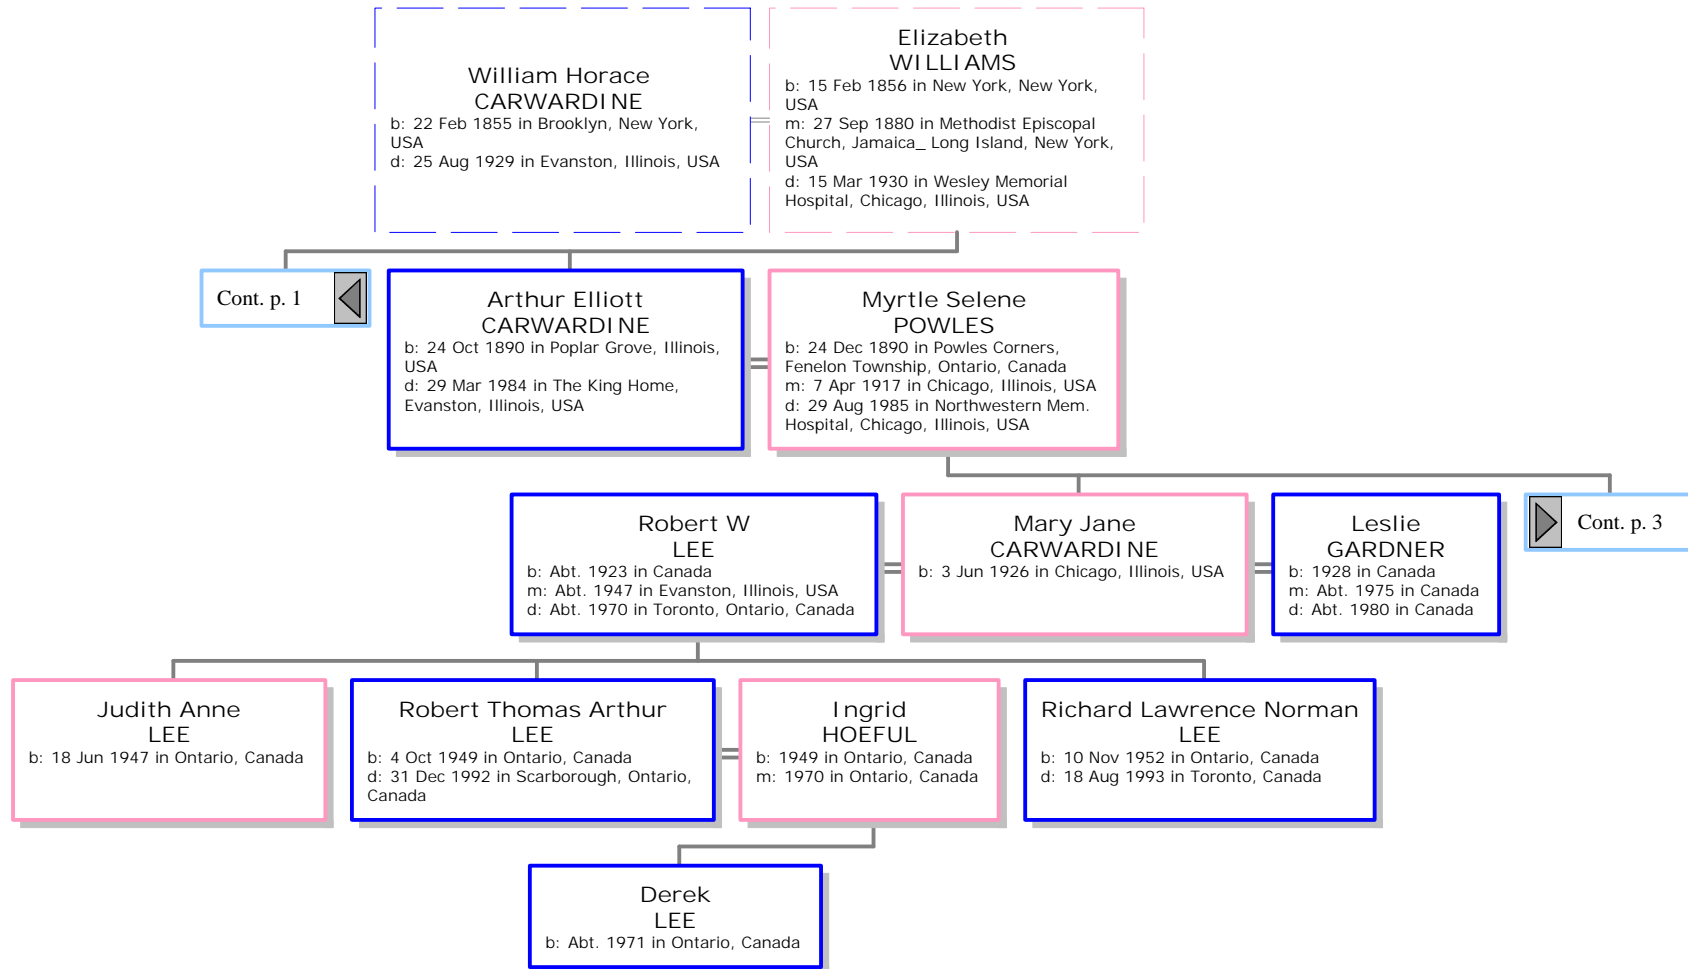 William Horace
CARWARDINE
b: 22 Feb 1855 in Brooklyn, New York,
USA
d: 25 Aug 1929 in Evanston, Illinois, USA
Elizabeth
WILLIAMS
b: 15 Feb 1856 in New York, New York,
USA
m: 27 Sep 1880 in Methodist Episcopal
Church, Jamaica_ Long Island, New York,
USA
d: 15 Mar 1930 in Wesley Memorial
Hospital, Chicago, Illinois, USA
Cont. p. 1
Arthur Elliott
CARWARDINE
b: 24 Oct 1890 in Poplar Grove, Illinois,
USA
d: 29 Mar 1984 in The King Home,
Evanston, Illinois, USA
Myrtle Selene
POWLES
b: 24 Dec 1890 in Powles Corners,
Fenelon Township, Ontario, Canada
m: 7 Apr 1917 in Chicago, Illinois, USA
d: 29 Aug 1985 in Northwestern Mem.
Hospital, Chicago, Illinois, USA
Robert W
LEE
b: Abt. 1923 in Canada
m: Abt. 1947 in Evanston, Illinois, USA
d: Abt. 1970 in Toronto, Ontario, Canada
Mary Jane
CARWARDINE
b: 3 Jun 1926 in Chicago, Illinois, USA
Leslie
GARDNER
b: 1928 in Canada
m: Abt. 1975 in Canada
d: Abt. 1980 in Canada
Cont. p. 3
Judith Anne
LEE
b: 18 Jun 1947 in Ontario, Canada
Robert Thomas Arthur
LEE
b: 4 Oct 1949 in Ontario, Canada
d: 31 Dec 1992 in Scarborough, Ontario,
Canada
Ingrid
HOEFUL
b: 1949 in Ontario, Canada
m: 1970 in Ontario, Canada
Richard Lawrence Norman
LEE
b: 10 Nov 1952 in Ontario, Canada
d: 18 Aug 1993 in Toronto, Canada
Derek
LEE
b: Abt. 1971 in Ontario, Canada